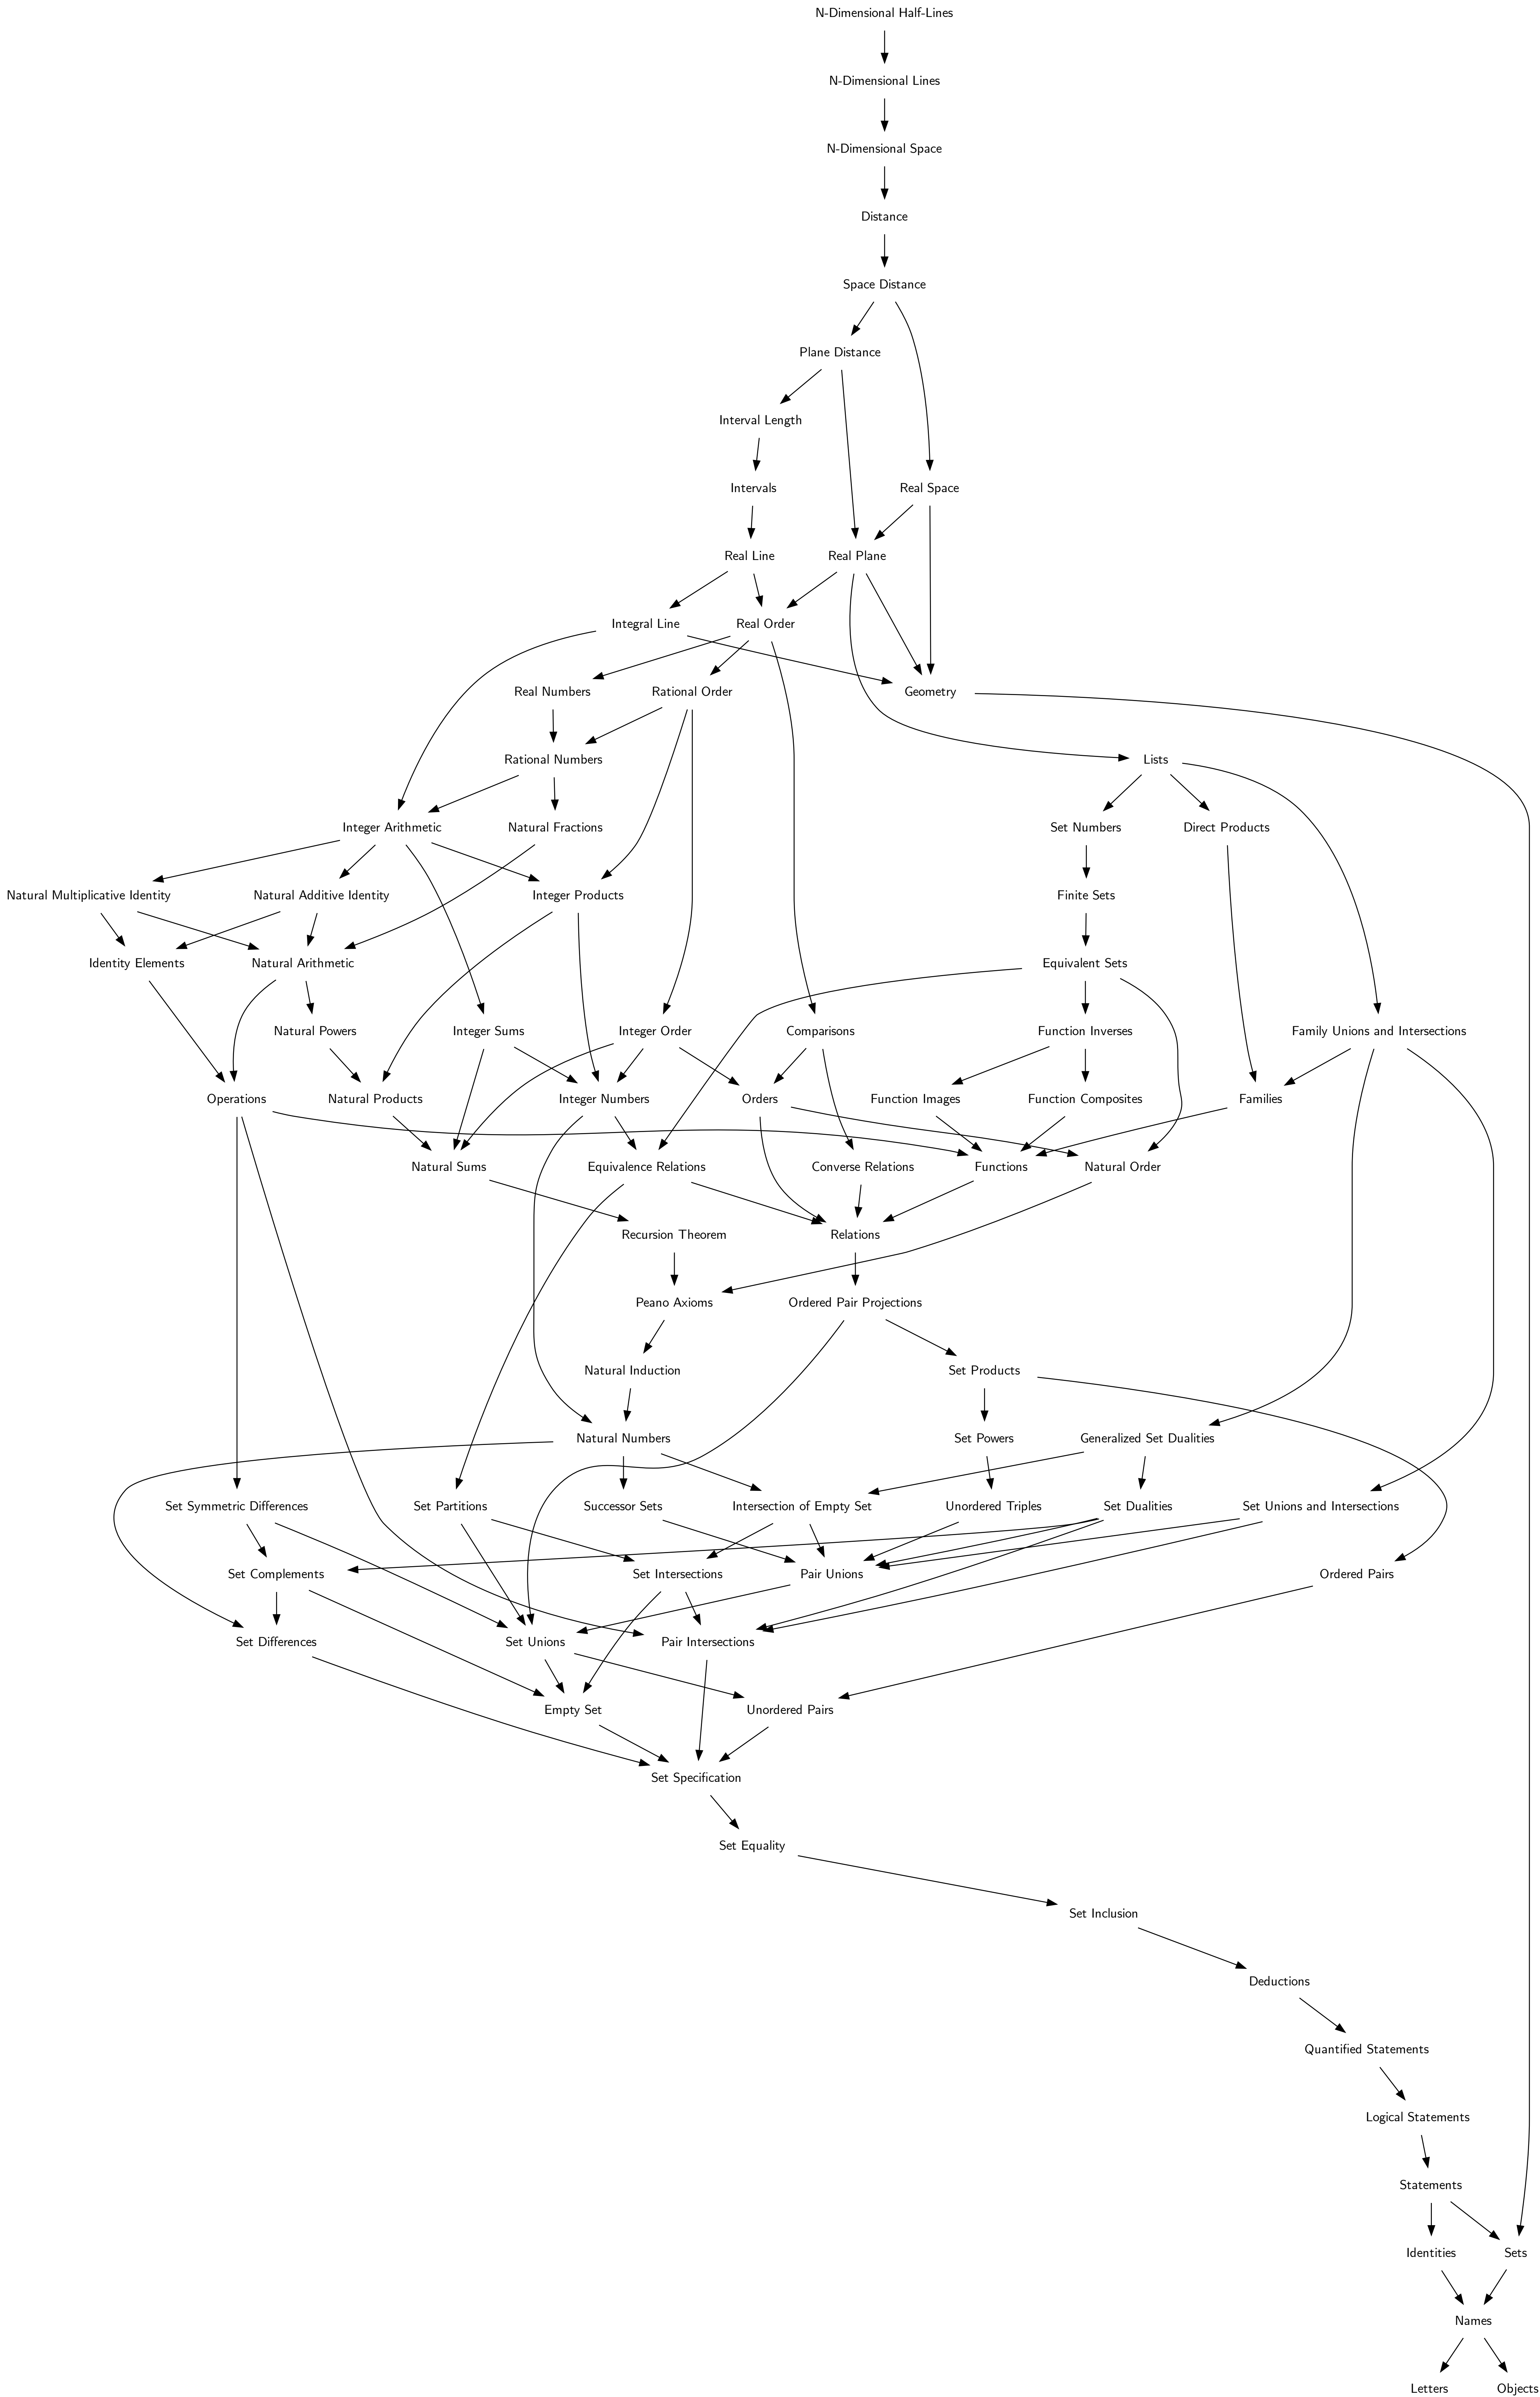 N-Dimensional Half-Lines
N-Dimensional Lines
N-Dimensional Space
Distance
Space Distance
Plane Distance
Interval Length
Intervals
Real Space
Real Line
Real Plane
Integral Line
Real Order
Real Numbers
Rational Order
Geometry
Rational Numbers
Lists
Integer Arithmetic
Natural Fractions
Set Numbers
Direct Products
Natural Multiplicative Identity
Natural Additive Identity
Integer Products
Finite Sets
Identity Elements
Natural Arithmetic
Equivalent Sets
Natural Powers
Integer Sums
Integer Order
Comparisons
Function Inverses
Family Unions and Intersections
Operations
Natural Products
Integer Numbers
Orders
Function Images
Function Composites
Families
Natural Sums
Equivalence Relations
Converse Relations
Functions
Natural Order
Recursion Theorem
Relations
Peano Axioms
Ordered Pair Projections
Natural Induction
Set Products
Natural Numbers
Set Powers
Generalized Set Dualities
Set Symmetric Differences
Set Partitions
Successor Sets
Intersection of Empty Set
Unordered Triples
Set Dualities
Set Unions and Intersections
Set Complements
Set Intersections
Pair Unions
Ordered Pairs
Set Differences
Set Unions
Pair Intersections
Empty Set
Unordered Pairs
Set Specification
Set Equality
Set Inclusion
Deductions
Quantified Statements
Logical Statements
Statements
Identities
Sets
Names
Letters
Objects